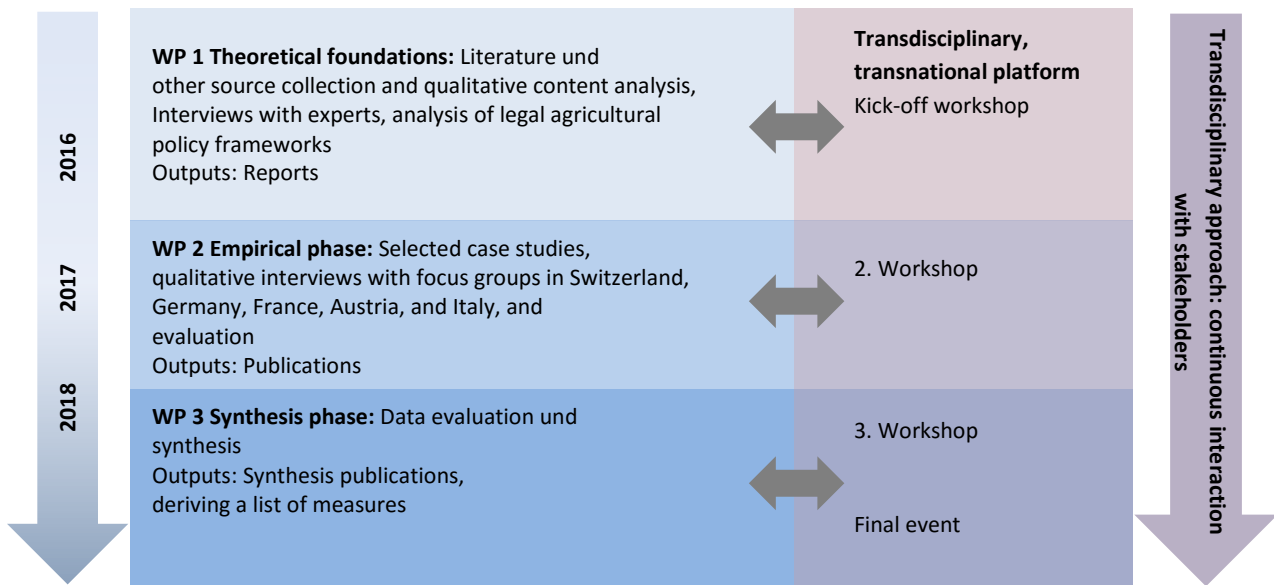 2016
2017
2018
WP 1 Theoretical foundations: Literature und
other source collection and qualitative content analysis,
Interviews with experts, analysis of legal agricultural
policy frameworks
Outputs: Reports
Transdisciplinary,
transnational platform
Kick-off workshop
WP 2 Empirical phase: Selected case studies,
qualitative interviews with focus groups in Switzerland,
Germany, France, Austria, and Italy, and
evaluation
Outputs: Publications
2. Workshop
WP 3 Synthesis phase: Data evaluation und
synthesis
Outputs: Synthesis publications,
deriving a list of measures
3. Workshop
Final event
Transdisciplinary approach: continuous interaction
with stakeholders